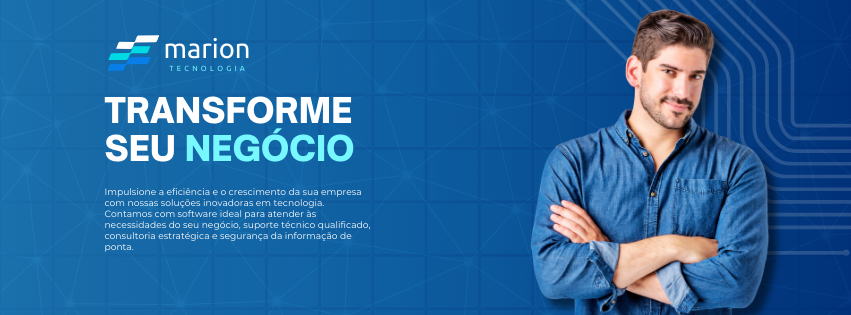 marion
TECNOLOGIA
TRANSFORME
SEU NEGÓCIO
Impulsione a eficiência e o crescimento da sua empresa
com nossas soluções inovadoras em tecnologia.
Contamos com software ideal para atender às
necessidades do seu negócio, suporte técnico qualificado,
consultoria estratégica e segurança da informação de
ponta.